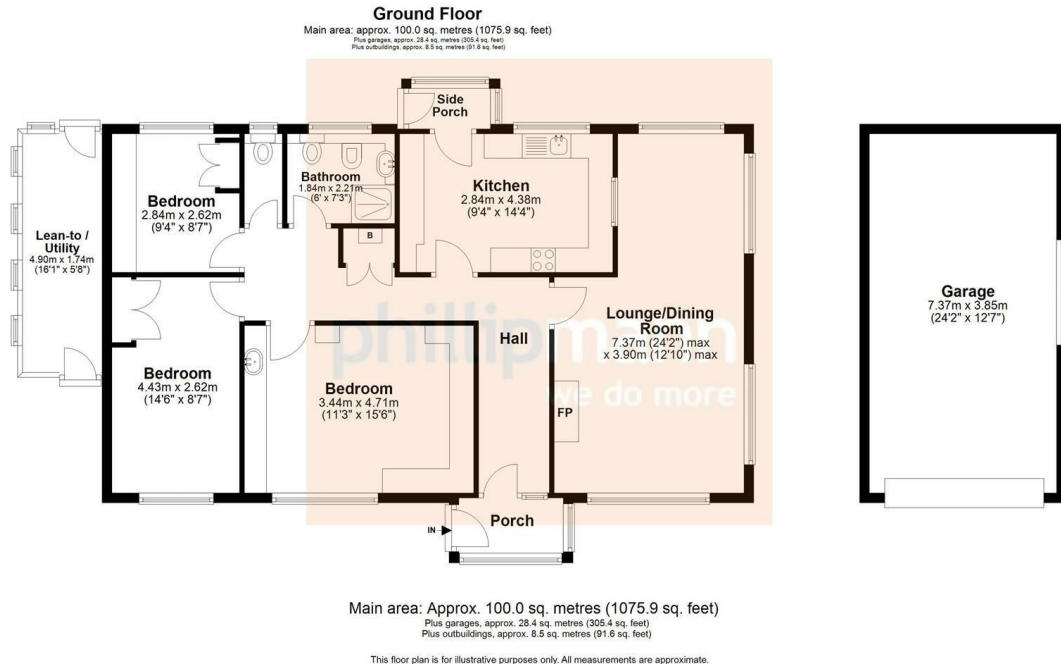 Ground Floor
Main area: approx. 100.0 sq. metres (1075.9 sq. feet)
Plus garages, approx. 28.4 sq. metres (305.4 sq. feet)
Plus outbuildings, approx. 8.5 sq. metres (91.6 sq. feet)
Side
Porch
Bathroom
1.84m x 2.21m
(6' x 7'3")
Kitchen
2.84m x 4.38m
(9'4" x 14'4")
Bedroom
2.84m x 2.62m
(9'4" x 8'7")
Lean-to /
Utility
4.90m x 1.74m
(16'1" x 5'8")
B
Garage
7.37m x 3.85m
(24'2" x 12'7")
Lounge/Dining
Room
7.37m (24'2") max
x 3.90m (12'10") max
Hall
phillipmann
we do more
Bedroom
4.43m x 2.62m
(14'6" x 8'7")
Bedroom
3.44m x 4.71m
(11'3" x 15'6")
FP
Porch
IN
Main area: Approx. 100.0 sq. metres (1075.9 sq. feet)
Plus garages, approx. 28.4 sq. metres (305.4 sq. feet)
Plus outbuildings, approx. 8.5 sq. metres (91.6 sq. feet)
This floor plan is for illustrative purposes only. All measurements are approximate.